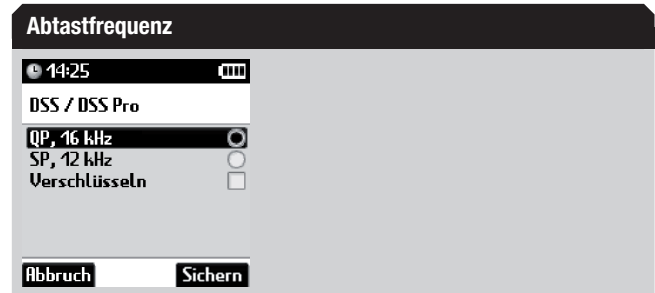 Abtastfrequenz
14:25
DSS / DSS Pro
QP, 16 kHz
SP, 12 kHz
Verschlüsseln
Abbruch Sichern